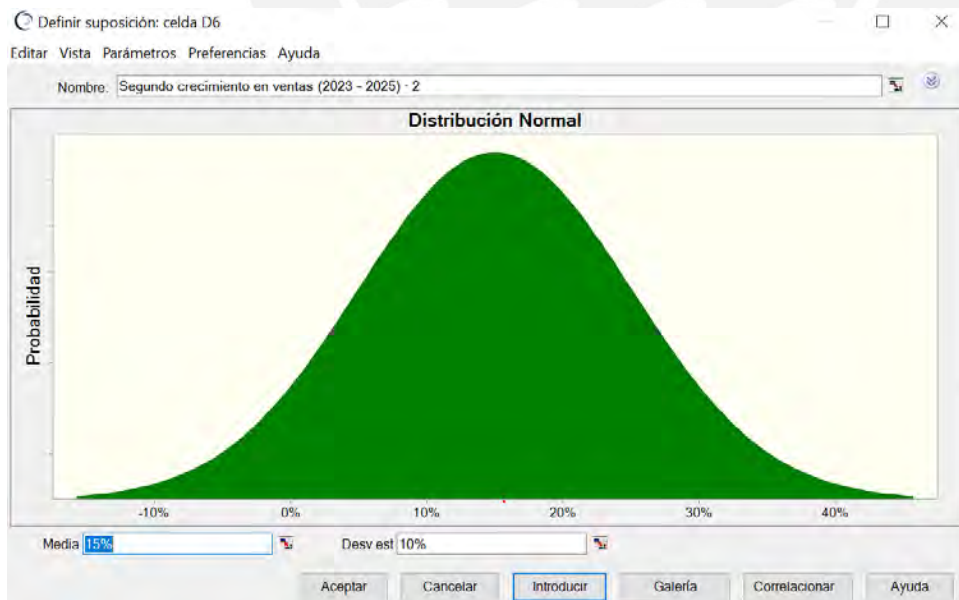 Definir suposición: celda D6
Editar Vista Parámetros Preferencias Ayuda
Nombre: Segundo crecimiento en ventas (2023 - 2025) - 2
Distribución Normal
Probabilidad
-10% 0% 10% 20% 30% 40%
Media 15% Desv est 10%
Aceptar Cancelar Introducir Galería Correlacionar Ayuda